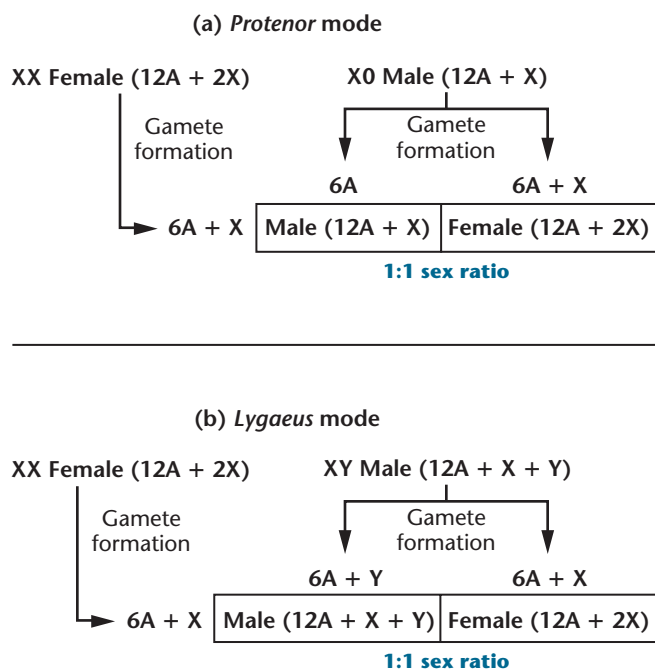 (a) Protenor mode
XX Female (12A + 2X) X0 Male (12A + X)
Gamete formation Gamete formation
6A 6A + X
6A + X Male (12A + X) Female (12A + 2X)
1:1 sex ratio
(b) Lygaeus mode
XX Female (12A + 2X) XY Male (12A + X + Y)
Gamete formation Gamete formation
6A + Y 6A + X
6A + X Male (12A + X + Y) Female (12A + 2X)
1:1 sex ratio